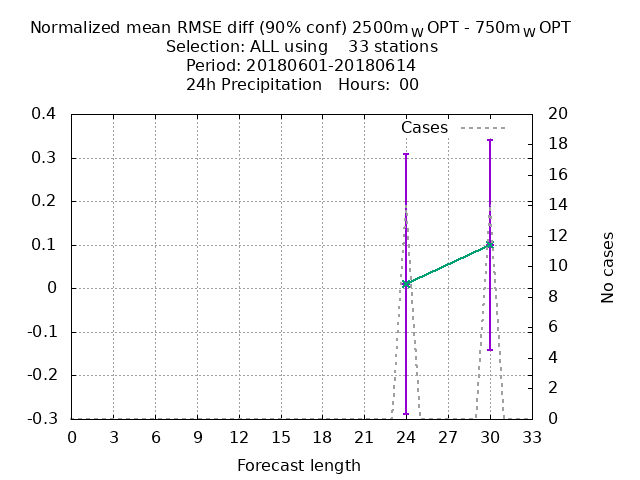 Normalized mean RMSE diff (90% conf) 2500m_W OPT - 750m_W OPT
Selection: ALL using 33 stations
Period: 20180601-20180614
24h Precipitation Hours: 00
Cases
0.4
0.3
0.2
0.1
0
-0.1
-0.2
-0.3
20
18
16
14
12
10
8
6
4
2
0
No cases
0 3 6 9 12 15 18 21 24 27 30 33
Forecast length